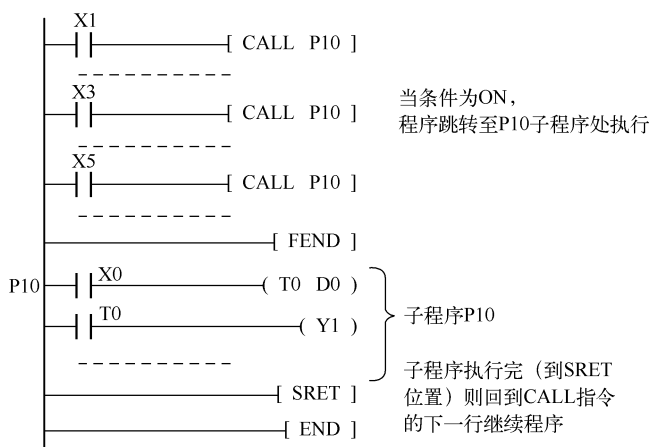 X1
[ CALL P10 ]
X3
[ CALL P10 ]
当条件为ON，
程序跳转至P10子程序处执行
X5
[ CALL P10 ]
[ FEND ]
P10
X0
( T0 D0 )
T0
( Y1 )
子程序P10
[ SRET ]
子程序执行完（到SRET
位置）则回到CALL指令
的下一行继续程序
[ END ]